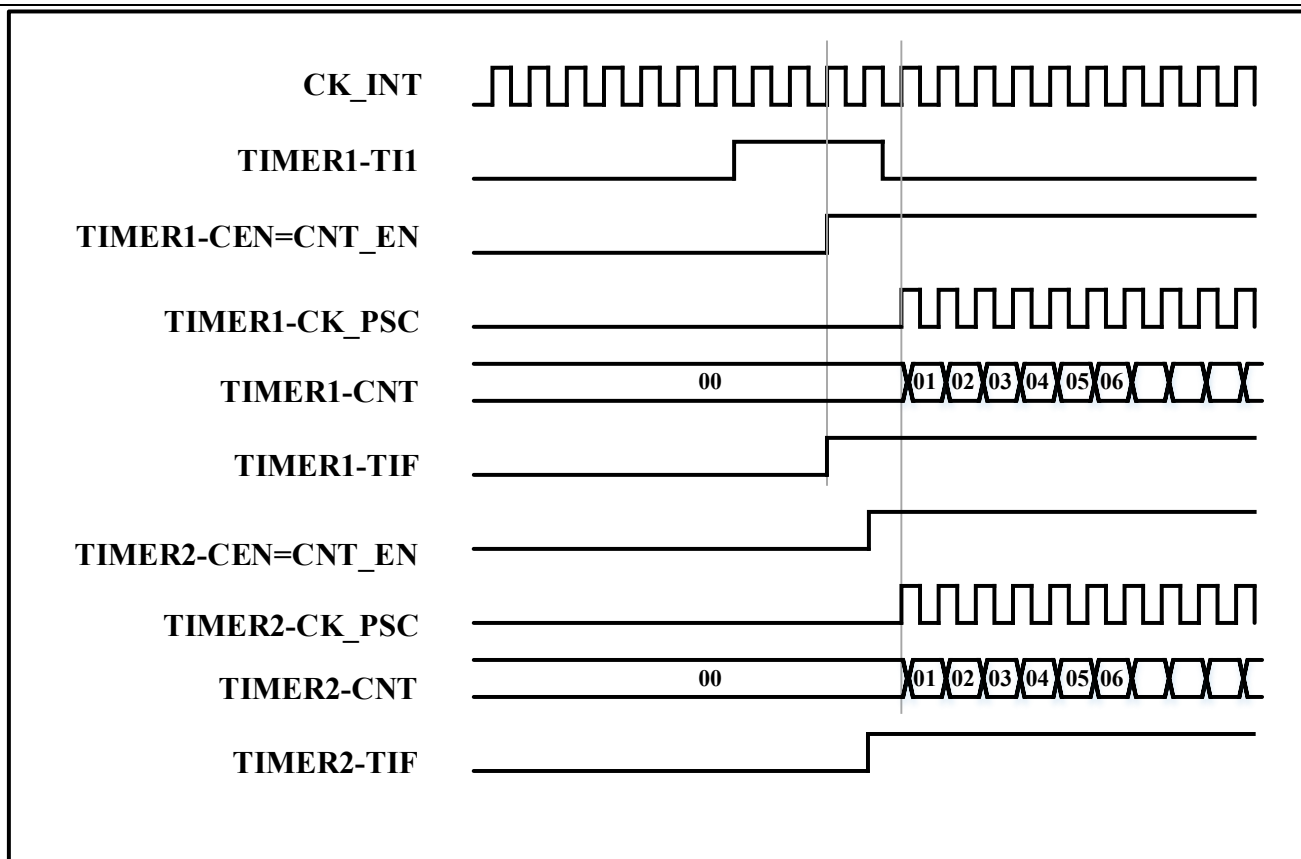 CK_INT
TIMER1-TI1
TIMER1-CEN=CNT_EN
TIMER1-CK_PSC
TIMER1-CNT 00 01 02 03 04 05 06
TIMER1-TIF
TIMER2-CEN=CNT_EN
TIMER2-CK_PSC
TIMER2-CNT 00 01 02 03 04 05 06
TIMER2-TIF